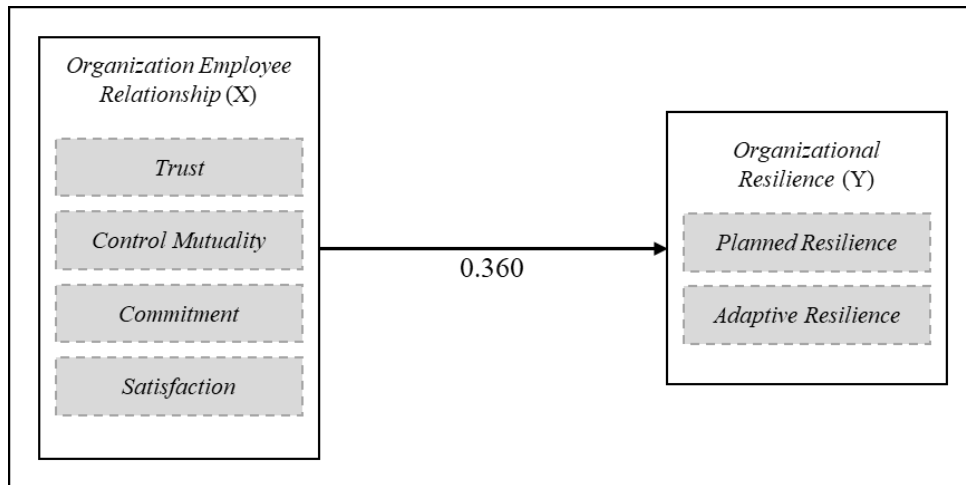 Organization Employee
Relationship (X)
Trust
Control Mutuality
Commitment
Satisfaction
0.360
Organizational
Resilience (Y)
Planned Resilience
Adaptive Resilience